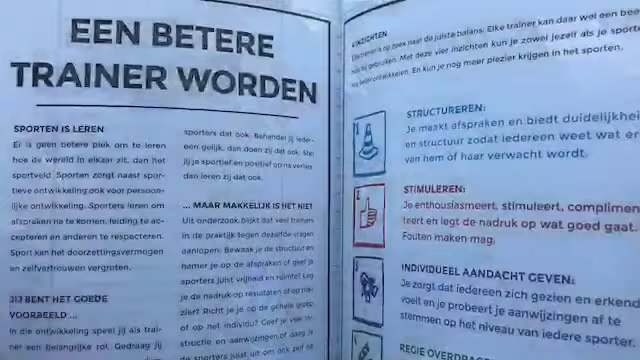 EEN BETERE
TRAINER WORDEN
SPORTEN IS LEREN
Er is geen betere plek om te leren
hoe de wereld in elkaar zit, dan het
sportveld. Sporten zorgt naast spor-
tieve ontwikkeling ook voor persoon-
lijke ontwikkeling. Sporters leren om
afspraken na te komen, leiding te ac-
cepteren en anderen te respecteren.
Sport kan het doorzettingsvermogen
en zelfvertrouwen vergroten.
JIJ BENT HET GOEDE
VOORBEELD ...
In die ontwikkeling speel jij als trai-
ner een belangrijke rol. Gedraag jij
sporters dat ook. Behandel jij ieder-
een gelijk, dan doen zij dat ook. Stel
jij je sportief en positief op na verlies
dan leren zij dat ook.
... MAAR MAKKELIJK IS HET NIET
Uit onderzoek blijkt dat veel trainers
in de praktijk tegen dezelfde vragen
aanlopen: Bewaak je de structuur en
hamer je op de afspraken of geef je
sporters juist vrijheid en ruimte? Leg
je de nadruk op resultaten of op ple-
zier? Richt je je op de gehele groep
of op het individu? Geef je veel in-
structie en aanwijzingen of daag je
de sporters juist uit om ook zelf na
INZICHTEN
Elke trainer is op zoek naar de juiste balans. Elke trainer kan daar wel een
bij gebruiken. Met deze vier inzichten kun je zowel jezelf als je
nog beter ontwikkelen. En kun je nog meer plezier krijgen in het sporten.
STRUCTUREREN:
Je maakt afspraken en biedt
en structuur zodat iedereen weet wat er
van hem of haar verwacht wordt.
STIMULEREN:
Je enthousiasmeert, stimuleert,
teert en legt de nadruk op wat goed gaat.
Fouten maken mag.
INDIVIDUEEL AANDACHT GEVEN:
Je zorgt dat iedereen zich gezien en
voelt en je probeert je aanwijzingen af te
stemmen op het niveau van iedere sporter.
REGIE